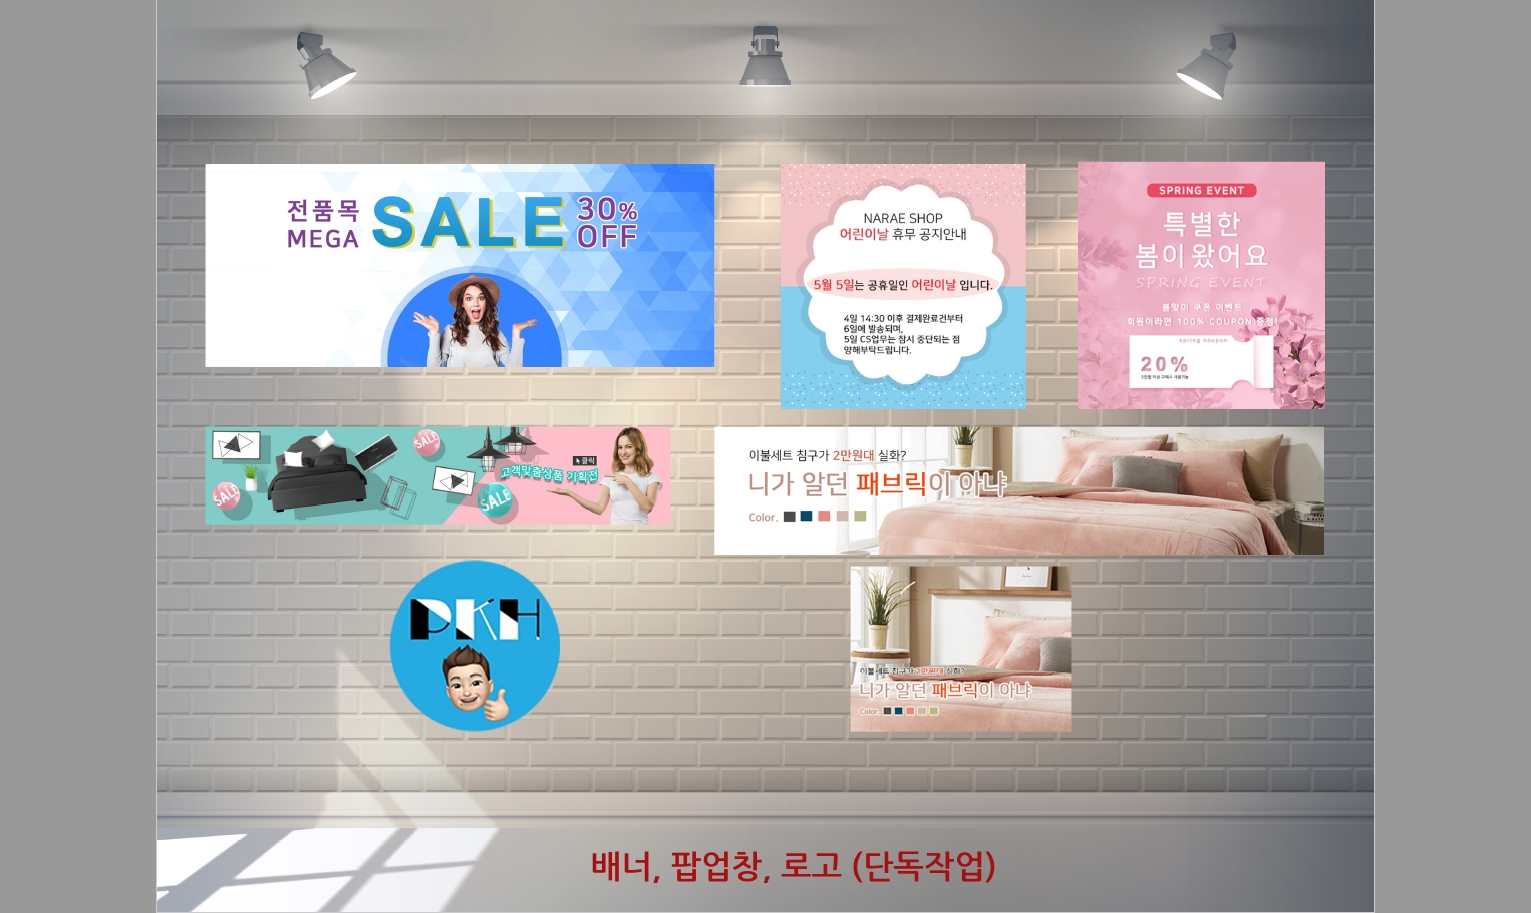 전품목
MEGA
SALE
30%
OFF
NARAE SHOP
어린이날 휴무 공지안내
5월 5일는 공휴일인 어린이날 입니다.
4일 14:30 이후 결제완료건부터
6일에 발송되며,
5일 CS업무는 잠시 중단되는 점
양해부탁드립니다.
SPRING EVENT
특별한
봄이 왔어요
SPRING EVENT
봄맞이 쿠폰 이벤트
회원이라면 100% COUPON 증정!
spring coupon
20%
SALE
SALE
SALE
클릭
고객맞춤상품 기획전
이불세트 침구가 2만원대 실화?
니가 알던 패브릭이 아냐
Color.
PKH
이불세트 침구가 2만원대 실화?
니가 알던 패브릭이 아냐
Color.
배너, 팝업창, 로고 (단독작업)